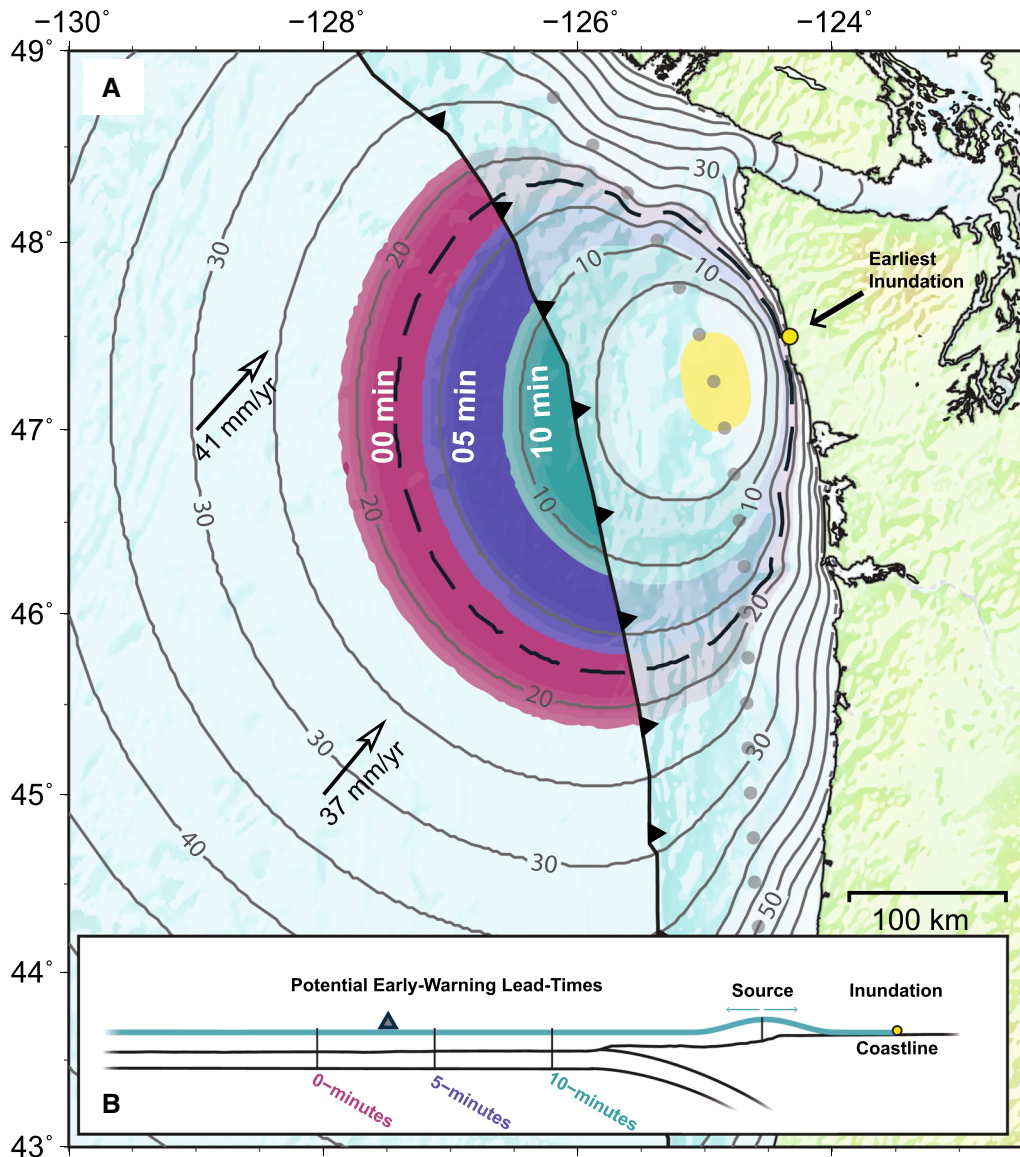 −130° −128° −126° −124°
49°
A
30
30
20
10
10
48°
Earliest
Inundation
00 min
05 min
10 min
47°
41 mm/yr
20
30
10
10
46°
20
20
30
30
37 mm/yr
45°
40
30
50
100 km
44°
Potential Early-Warning Lead-Times
Source
Inundation
Coastline
0−minutes
5−minutes
10−minutes
B
43°